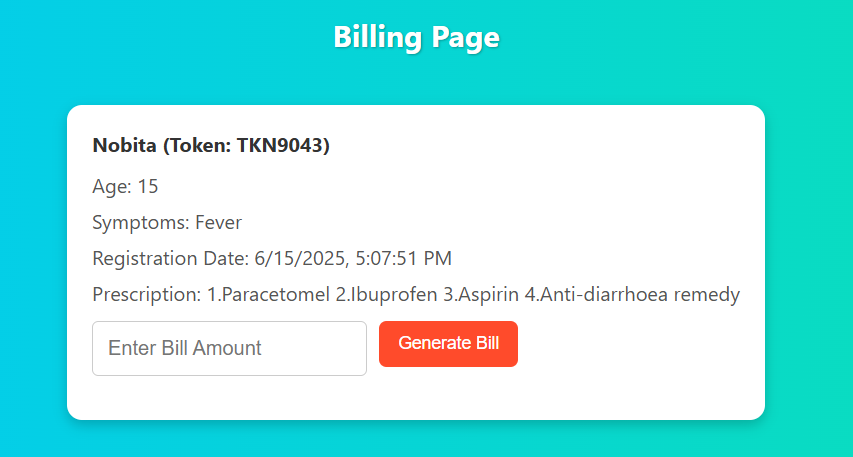 Billing Page
Nobita (Token: TKN9043)
Age: 15
Symptoms: Fever
Registration Date: 6/15/2025, 5:07:51 PM
Prescription: 1.Paracetomel 2.Ibuprofen 3.Aspirin 4.Anti-diarrhoea remedy
Enter Bill Amount
Generate Bill